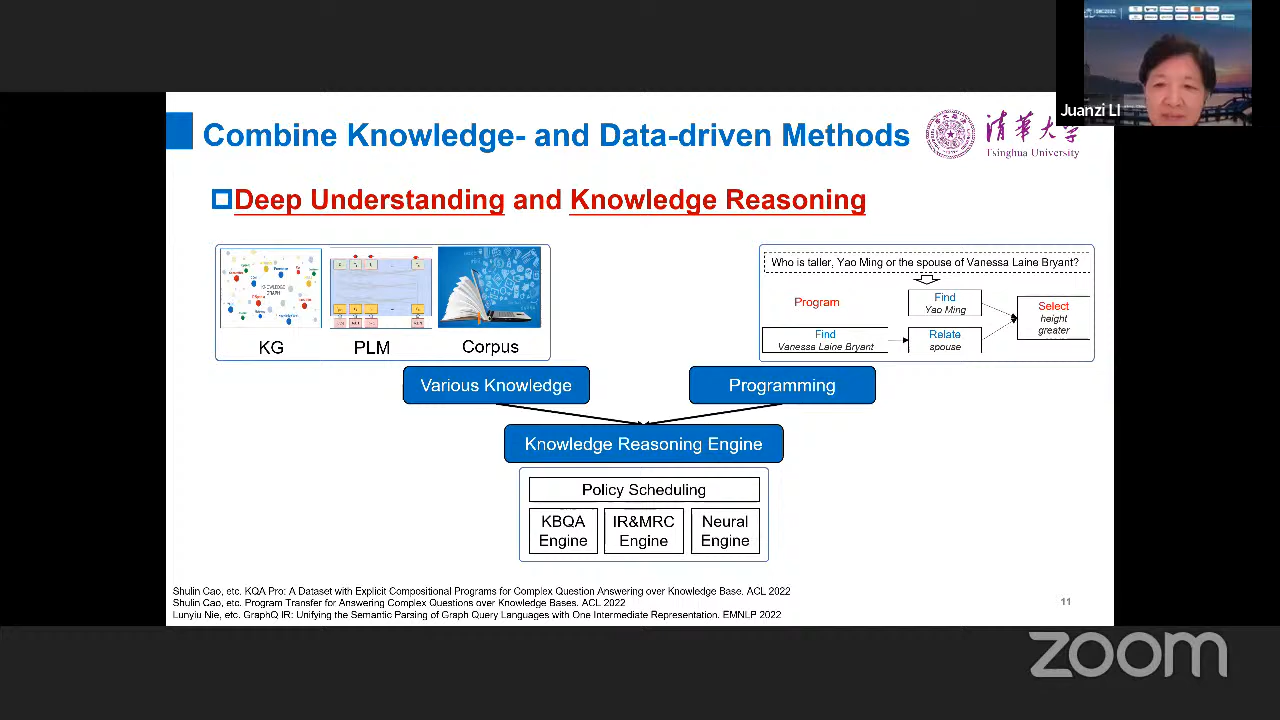 Juanzi LI
Combine Knowledge- and Data-driven Methods
清华大学
Tsinghua University
Deep Understanding and Knowledge Reasoning
KNOWLEDGE
GRAPH
KG
PLM
Corpus
Who is taller, Yao Ming or the spouse of Vanessa Laine Bryant?
Program
Find
Yao Ming
Select
height
greater
Find
Vanessa Laine Bryant
Relate
spouse
Various Knowledge
Programming
Knowledge Reasoning Engine
Policy Scheduling
KBQA
Engine
IR&MRC
Engine
Neural
Engine
Shulin Cao, etc. KQA Pro: A Dataset with Explicit Compositional Programs for Complex Question Answering over Knowledge Base. ACL 2022
Shulin Cao, etc. Program Transfer for Answering Complex Questions over Knowledge Bases. ACL 2022
Lunyiu Nie, etc. GraphQ IR: Unifying the Semantic Parsing of Graph Query Languages with One Intermediate Representation. EMNLP 2022
11
zoom